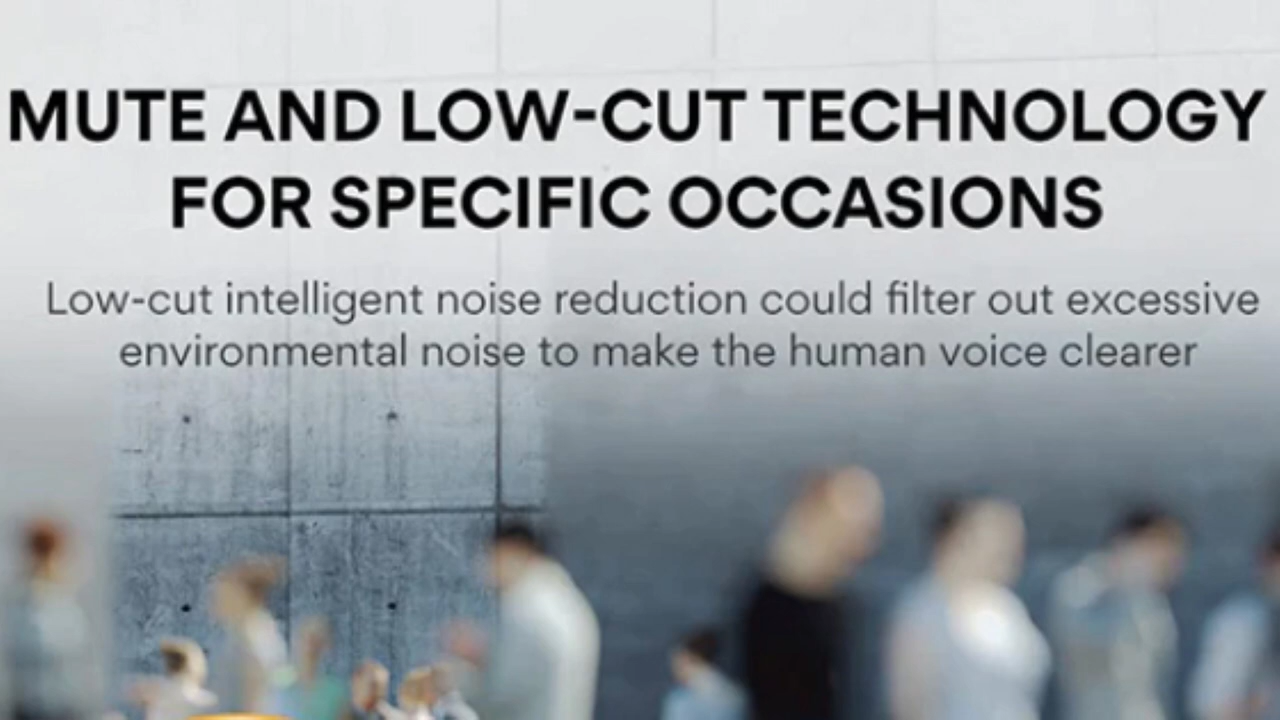 MUTE AND LOW-CUT TECHNOLOGY
FOR SPECIFIC OCCASIONS
Low-cut intelligent noise reduction could filter out excessive
environmental noise to make the human voice clearer